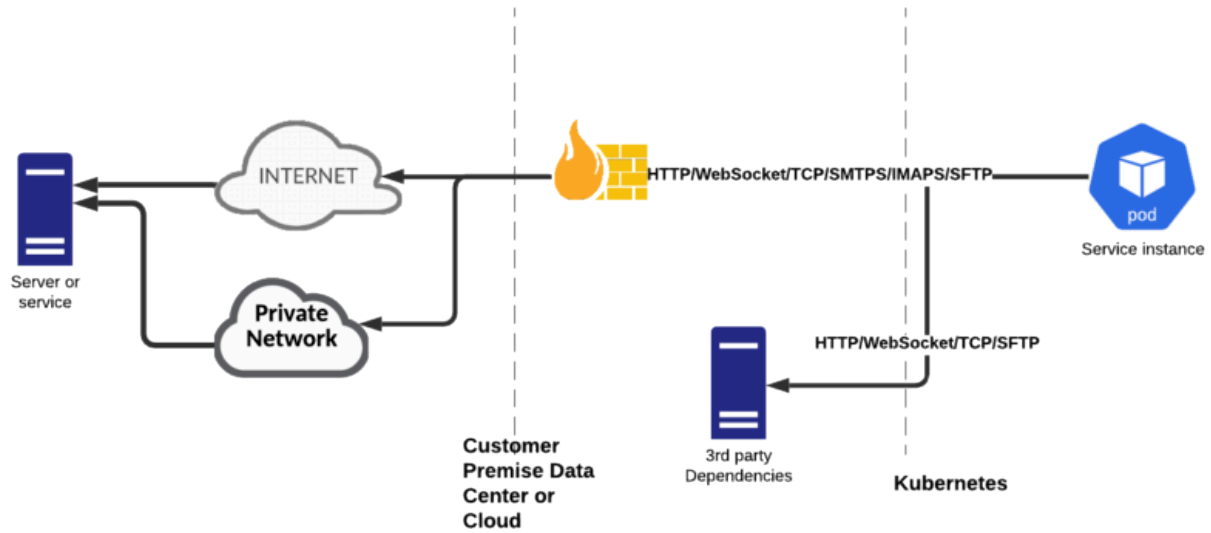 INTERNET
HTTP/WebSocket/TCP/SMTPS/IMAPS/SFTP
pod
Service instance
Server or
service
Private
Network
HTTP/WebSocket/TCP/SFTP
3rd party
Dependencies
Customer
Premise Data
Center or
Cloud
Kubernetes